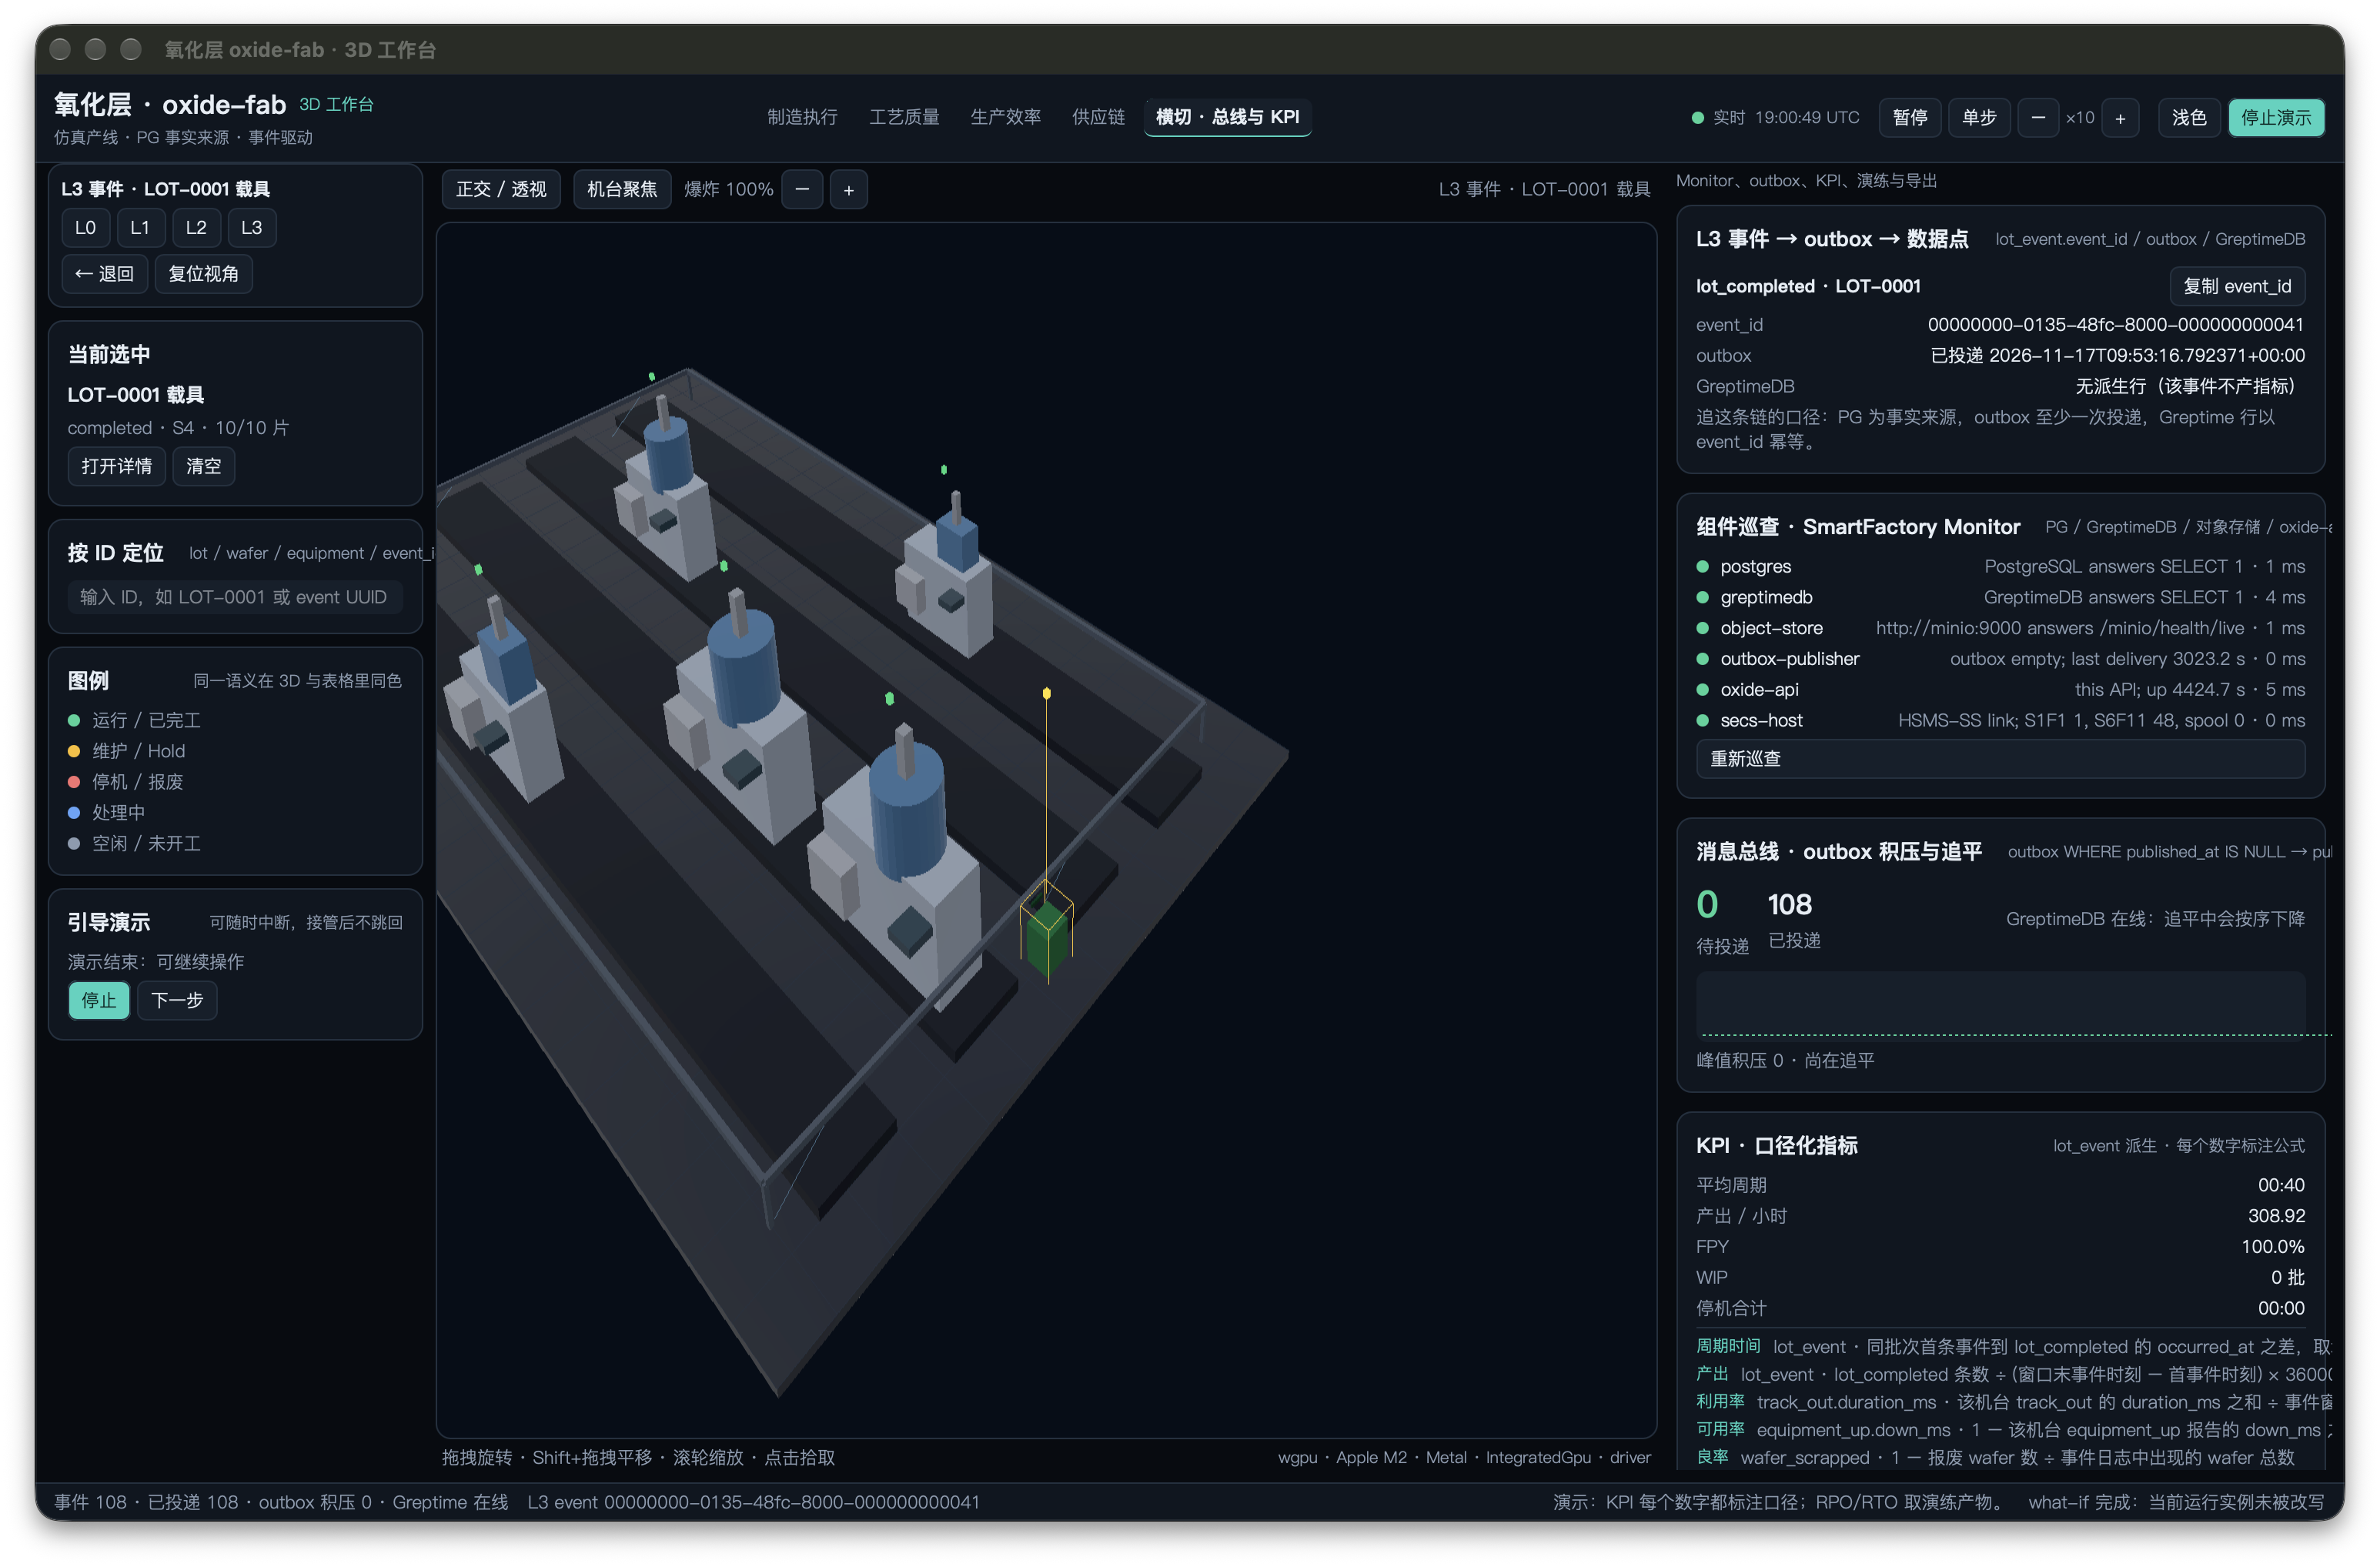 氧化层 oxide-fab · 3D 工作台
氧化层 · oxide-fab 3D 工作台
仿真产线 · PG 事实来源 · 事件驱动
制造执行 工艺质量 生产效率 供应链 横切 · 总线与 KPI
实时 19:00:49 UTC 暂停 单步 — ×10 + 浅色 停止演示
L3 事件 · LOT-0001 载具
L0 L1 L2 L3
← 退回 复位视角
当前选中
LOT-0001 载具
completed · S4 · 10/10 片
打开详情 清空
按 ID 定位 lot / wafer / equipment / event_i
输入 ID，如 LOT-0001 或 event UUID
图例 同一语义在 3D 与表格里同色
运行 / 已完工
维护 / Hold
停机 / 报废
处理中
空闲 / 未开工
引导演示 可随时中断，接管后不跳回
演示结束：可继续操作
停止 下一步
正交 / 透视 机台聚焦 爆炸 100% — + L3 事件 · LOT-0001 载具
拖拽旋转 · Shift+拖拽平移 · 滚轮缩放 · 点击拾取 wgpu · Apple M2 · Metal · IntegratedGpu · driver
Monitor、outbox、KPI、演练与导出
L3 事件 → outbox → 数据点 lot_event.event_id / outbox / GreptimeDB
lot_completed · LOT-0001 复制 event_id
event_id 00000000-0135-48fc-8000-000000000041
outbox 已投递 2026-11-17T09:53:16.792371+00:00
GreptimeDB 无派生行（该事件不产指标）
追这条链的口径：PG 为事实来源，outbox 至少一次投递，Greptime 行以
event_id 幂等。
组件巡查 · SmartFactory Monitor PG / GreptimeDB / 对象存储 / oxide-a
postgres PostgreSQL answers SELECT 1 · 1 ms
greptimedb GreptimeDB answers SELECT 1 · 4 ms
object-store http://minio:9000 answers /minio/health/live · 1 ms
outbox-publisher outbox empty; last delivery 3023.2 s · 0 ms
oxide-api this API; up 4424.7 s · 5 ms
secs-host HSMS-SS link; S1F1 1, S6F11 48, spool 0 · 0 ms
重新巡查
消息总线 · outbox 积压与追平 outbox WHERE published_at IS NULL → pul
0 108
待投递 已投递
GreptimeDB 在线：追平中会按序下降
峰值积压 0 · 尚在追平
KPI · 口径化指标 lot_event 派生 · 每个数字标注公式
平均周期 00:40
产出 / 小时 308.92
FPY 100.0%
WIP 0 批
停机合计 00:00
周期时间 lot_event · 同批次首条事件到 lot_completed 的 occurred_at 之差，取
产出 lot_event · lot_completed 条数 ÷ (窗口末事件时刻 — 首事件时刻) × 36000
利用率 track_out.duration_ms · 该机台 track_out 的 duration_ms 之和 ÷ 事件窗
可用率 equipment_up.down_ms · 1 — 该机台 equipment_up 报告的 down_ms
良率 wafer_scrapped · 1 — 报废 wafer 数 ÷ 事件日志中出现的 wafer 总数
事件 108 · 已投递 108 · outbox 积压 0 · Greptime 在线 L3 event 00000000-0135-48fc-8000-000000000041
演示：KPI 每个数字都标注口径；RPO/RTO 取演练产物。 what-if 完成：当前运行实例未被改写